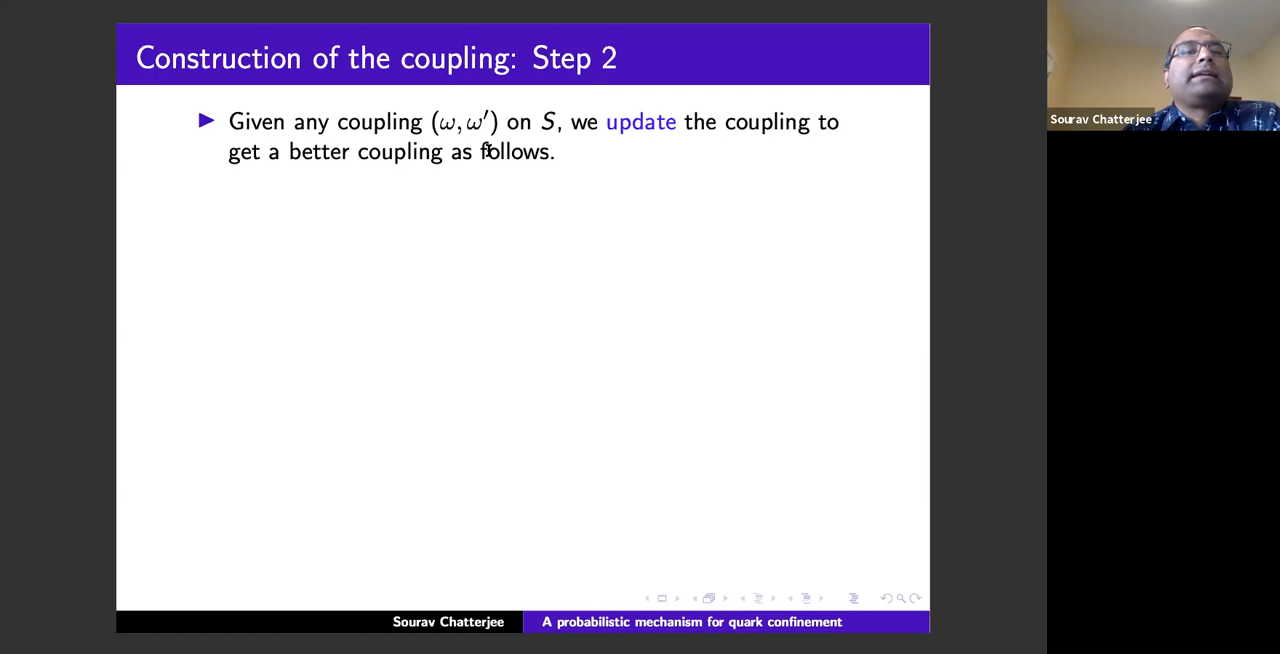 Construction of the coupling: Step 2
Given any coupling (ω, ω′) on S, we update the coupling to
get a better coupling as follows.
Sourav Chatterjee
Sourav Chatterjee
A probabilistic mechanism for quark confinement